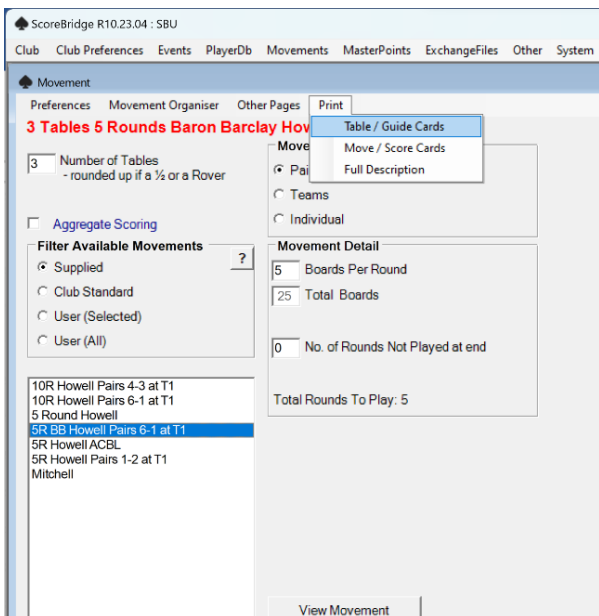 ScoreBridge R10.23.04 : SBU
Club Club Preferences Events PlayerDb Movements MasterPoints ExchangeFiles Other System
Movement
Preferences Movement Organiser Other Pages Print
3 Tables 5 Rounds Baron Barclay
Table / Guide Cards
Move / Score Cards
Full Description
3 Number of Tables
- rounded up if a ½ or a Rover
Teams
Individual
Aggregate Scoring
Filter Available Movements
?
Supplied
Club Standard
User (Selected)
User (All)
Movement Detail
5 Boards Per Round
25 Total Boards
0 No. of Rounds Not Played at end
Total Rounds To Play: 5
10R Howell Pairs 4-3 at T1
10R Howell Pairs 6-1 at T1
5 Round Howell
5R BB Howell Pairs 6-1 at T1
5R Howell ACBL
5R Howell Pairs 1-2 at T1
Mitchell
View Movement